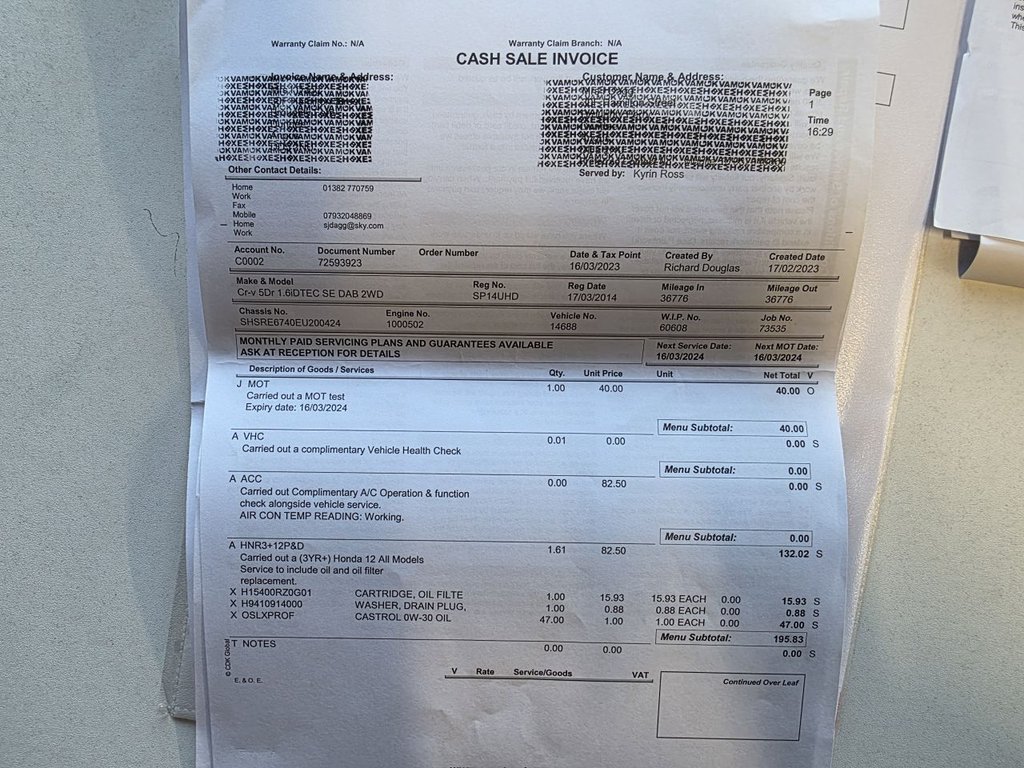 Warranty Claim No.: N/A
Warranty Claim Branch: N/A
CASH SALE INVOICE
Invoice Name & Address:
Customer Name & Address:
Page
1
Time
16:29
Served by: Kyrin Ross
Other Contact Details:
Home 01382 770759
Work
Fax
Mobile 07932048869
Home sjdagg@sky.com
Work
Account No. Document Number Order Number Date & Tax Point Created By Created Date
C0002 72593923 16/03/2023 Richard Douglas 17/02/2023
Make & Model Reg No. Reg Date Mileage In Mileage Out
Cr-v 5Dr 1.6iDTEC SE DAB 2WD SP14UHD 17/03/2014 36776 36776
Chassis No. Engine No. Vehicle No. W.I.P. No. Job No.
SHSRE6740EU200424 1000502 14688 60608 73535
MONTHLY PAID SERVICING PLANS AND GUARANTEES AVAILABLE
ASK AT RECEPTION FOR DETAILS
Next Service Date: Next MOT Date:
16/03/2024 16/03/2024
Description of Goods / Services Qty. Unit Price Unit Net Total V
J MOT 1.00 40.00 40.00 O
Carried out a MOT test
Expiry date: 16/03/2024
Menu Subtotal: 40.00
A VHC 0.01 0.00 0.00 S
Carried out a complimentary Vehicle Health Check
Menu Subtotal: 0.00
A ACC 0.00 82.50 0.00 S
Carried out Complimentary A/C Operation & function
check alongside vehicle service.
AIR CON TEMP READING: Working.
Menu Subtotal: 0.00
A HNR3+12P&D 1.61 82.50 132.02 S
Carried out a (3YR+) Honda 12 All Models
Service to include oil and oil filter
replacement.
X H15400RZ0G01 CARTRIDGE, OIL FILTE 1.00 15.93 15.93 EACH 0.00 15.93 S
X H9410914000 WASHER, DRAIN PLUG, 1.00 0.88 0.88 EACH 0.00 0.88 S
X OSLXPROF CASTROL 0W-30 OIL 47.00 1.00 1.00 EACH 0.00 47.00 S
Menu Subtotal: 195.83
T NOTES 0.00 0.00 0.00 S
© CDK Global
E. & O. E.
V Rate Service/Goods VAT
Continued Over Leaf